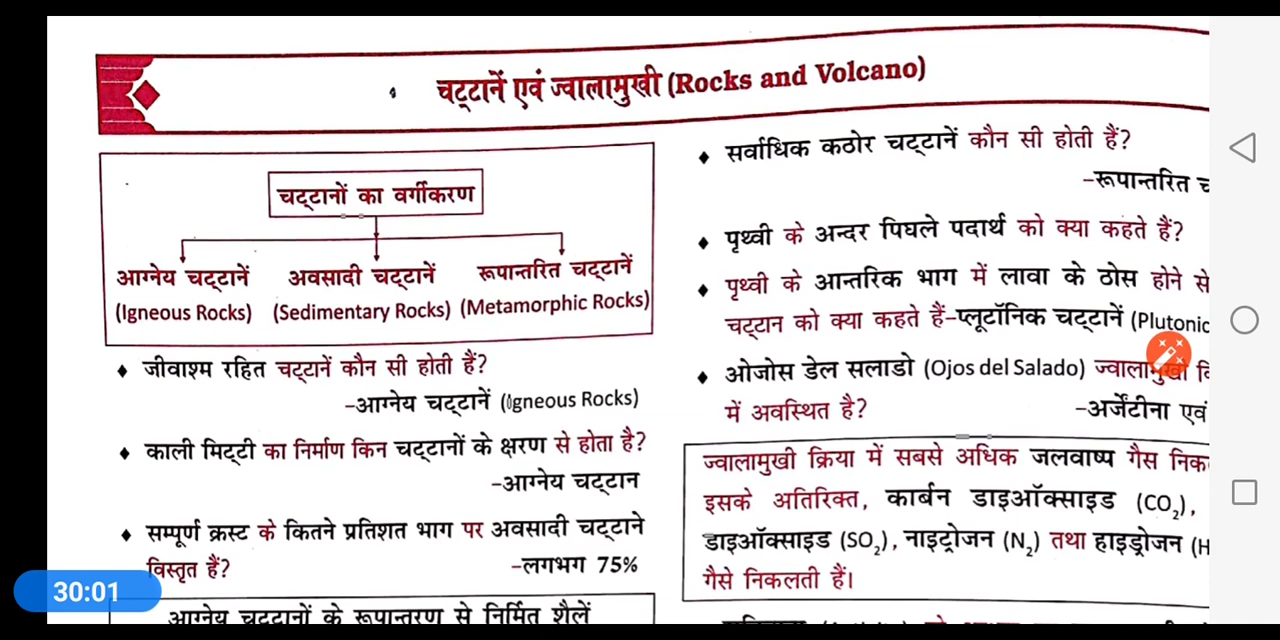 चट्टानें एवं ज्वालामुखी (Rocks and Volcano)
चट्टानों का वर्गीकरण
आग्नेय चट्टानें
(Igneous Rocks)
अवसादी चट्टानें
(Sedimentary Rocks)
रूपान्तरित चट्टानें
(Metamorphic Rocks)
♦ जीवाश्म रहित चट्टानें कौन सी होती हैं?
-आग्नेय चट्टानें (Igneous Rocks)
♦ काली मिट्टी का निर्माण किन चट्टानों के क्षरण से होता है?
-आग्नेय चट्टान
♦ सम्पूर्ण क्रस्ट के कितने प्रतिशत भाग पर अवसादी चट्टाने
विस्तृत हैं? -लगभग 75%
आग्नेय चट्टानों के रूपान्तरण से निर्मित शैलें
♦ सर्वाधिक कठोर चट्टानें कौन सी होती हैं?
-रूपान्तरित च
♦ पृथ्वी के अन्दर पिघले पदार्थ को क्या कहते हैं?
♦ पृथ्वी के आन्तरिक भाग में लावा के ठोस होने से
चट्टान को क्या कहते हैं-प्लूटॉनिक चट्टानें (Plutonic
♦ ओजोस डेल सलाडो (Ojos del Salado) ज्वालामुखी कि
में अवस्थित है? -अर्जेंटीना एवं
ज्वालामुखी क्रिया में सबसे अधिक जलवाष्प गैस निक
इसके अतिरिक्त, कार्बन डाइऑक्साइड (CO₂),
डाइऑक्साइड (SO₂), नाइट्रोजन (N₂) तथा हाइड्रोजन (H
गैसे निकलती हैं।
30:01